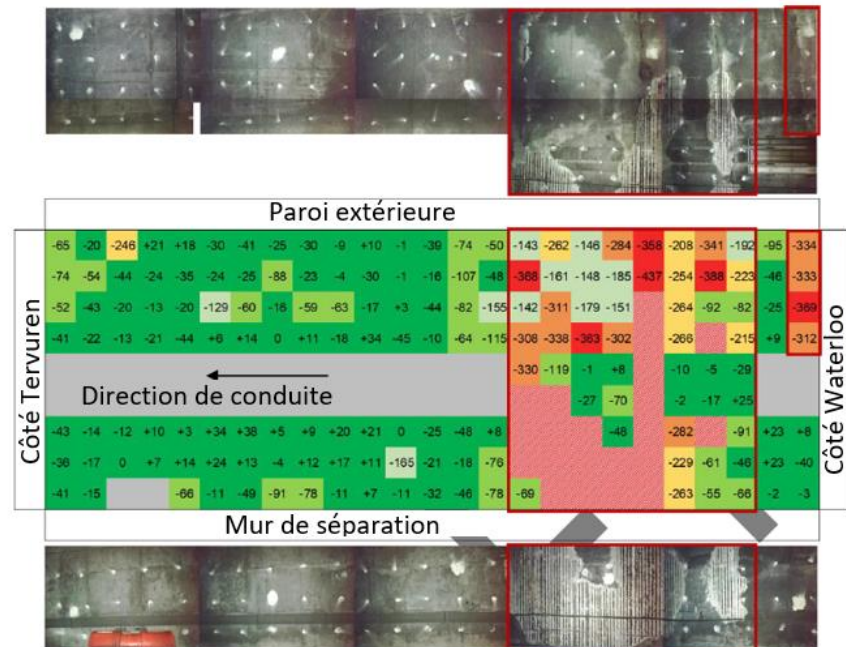 Paroi extérieure
Côté Tervuren
-65 -20 -246 +21 +18 -30 -41 -25 -30 -9 +10 -1 -39 -74 -50 -143 -262 -146 -284 -358 -208 -341 -192 -95 -334
-74 -54 -44 -24 -35 -24 -25 -88 -23 -4 -30 -1 -16 -107 -48 -368 -161 -148 -185 -437 -254 -388 -223 -46 -333
-52 -43 -20 -13 -20 -129 -60 -16 -59 -63 -17 +3 -44 -82 -155 -142 -311 -179 -151 -264 -92 -82 -25 -369
-41 -22 -13 -21 -44 +6 +14 0 +11 -18 +34 -45 -10 -64 -115 -308 -338 -363 -302 -266 -215 +9 -312
-330 -119 -1 +8 -10 -5 -29
Direction de conduite
-27 -70 -2 -17 +25
-43 -14 -12 +10 +3 +34 +38 +5 +9 +20 +21 0 -25 -48 +8 -48 -282 -91 +23 +8
-36 -17 0 +7 +14 +24 +13 -4 +12 +17 +11 -165 -21 -18 -76 -229 -61 -46 +23 -40
-41 -15 -66 -11 -49 -91 -78 -11 +7 -11 -32 -46 -78 -69 -263 -55 -66 -2 -3
Côté Waterloo
Mur de séparation